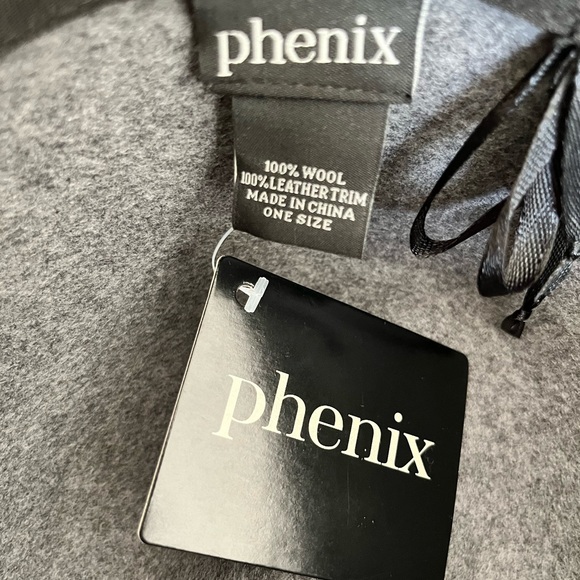 phenix
100% WOOL
100% LEATHER TRIM
MADE IN CHINA
ONE SIZE
phenix